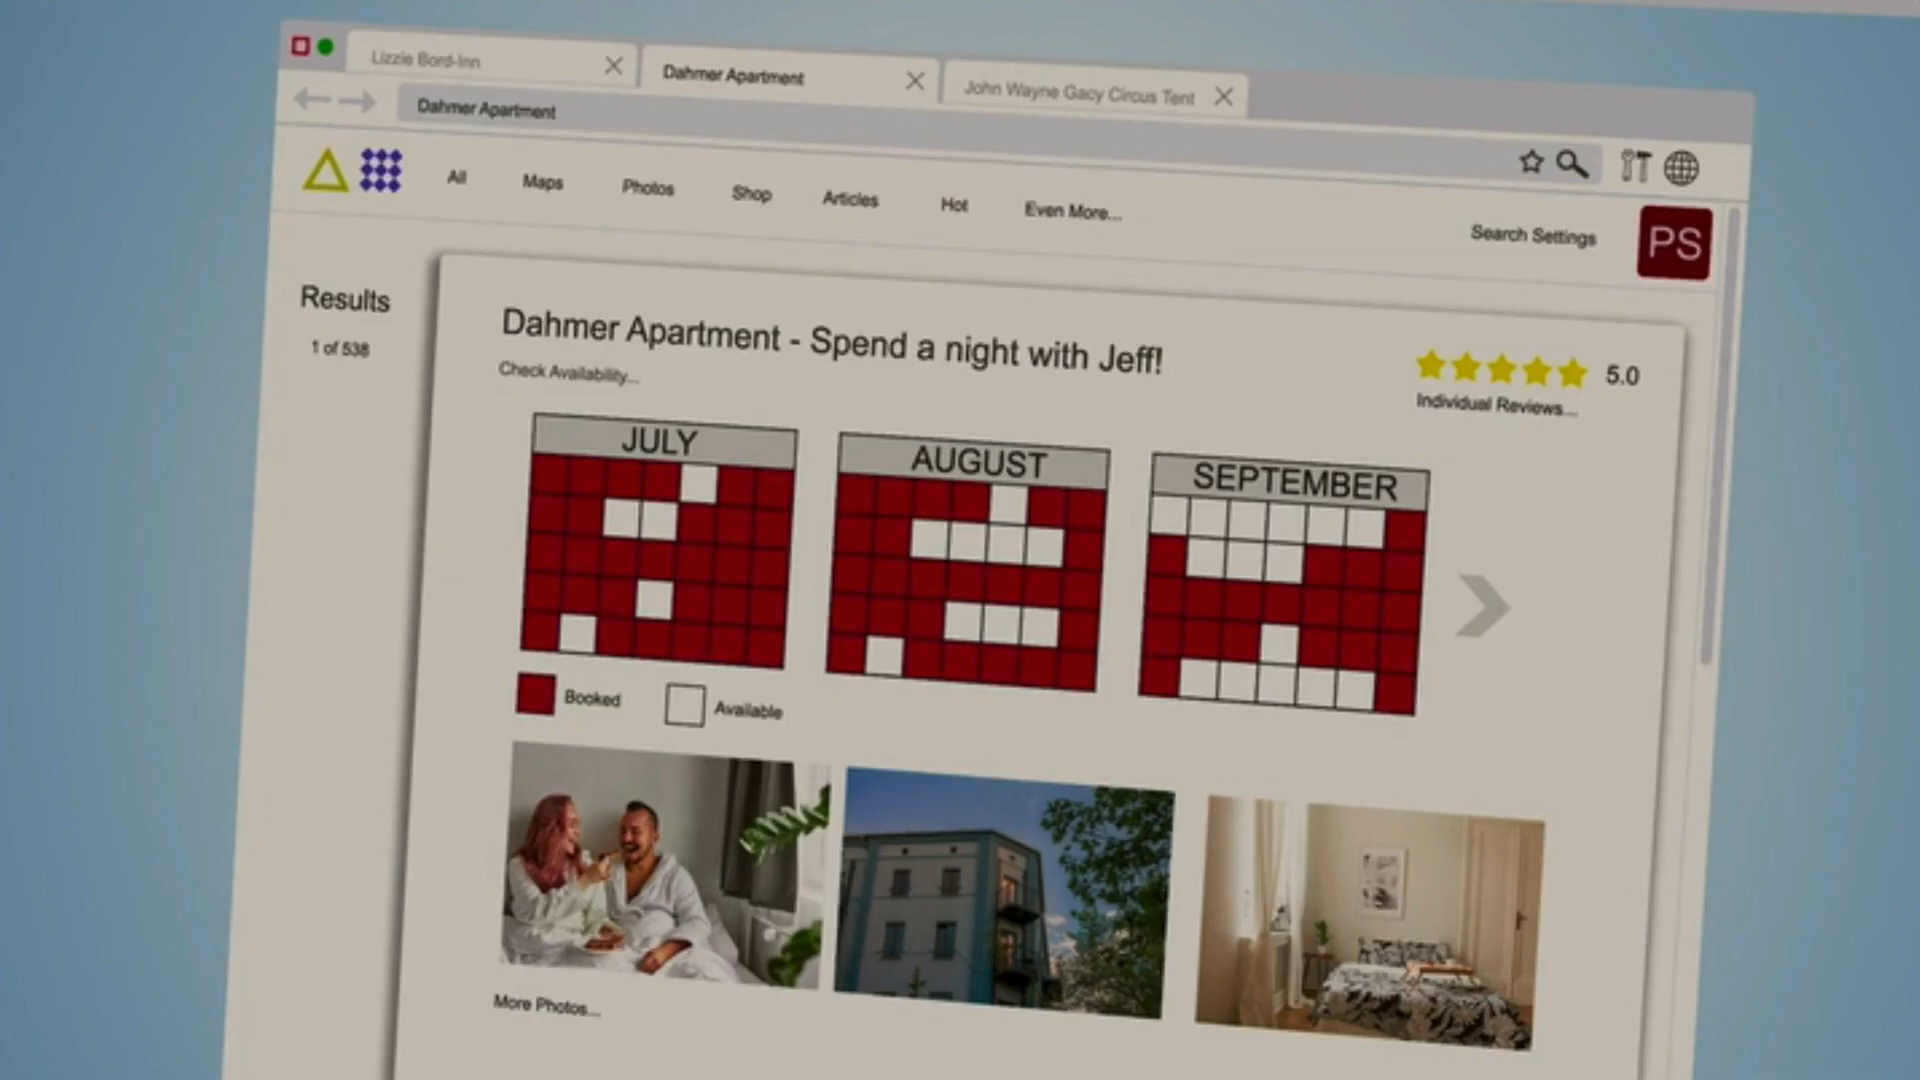 Lizzie Bord-Inn
Dahmer Apartment
John Wayne Gacy Circus Tent
Dahmer Apartment
All Maps Photos Shop Articles Hot Even More...
Search Settings
PS
Results
1 of 538
Dahmer Apartment - Spend a night with Jeff!
Check Availability...
5.0
Individual Reviews...
JULY
AUGUST
SEPTEMBER
Booked
Available
More Photos...